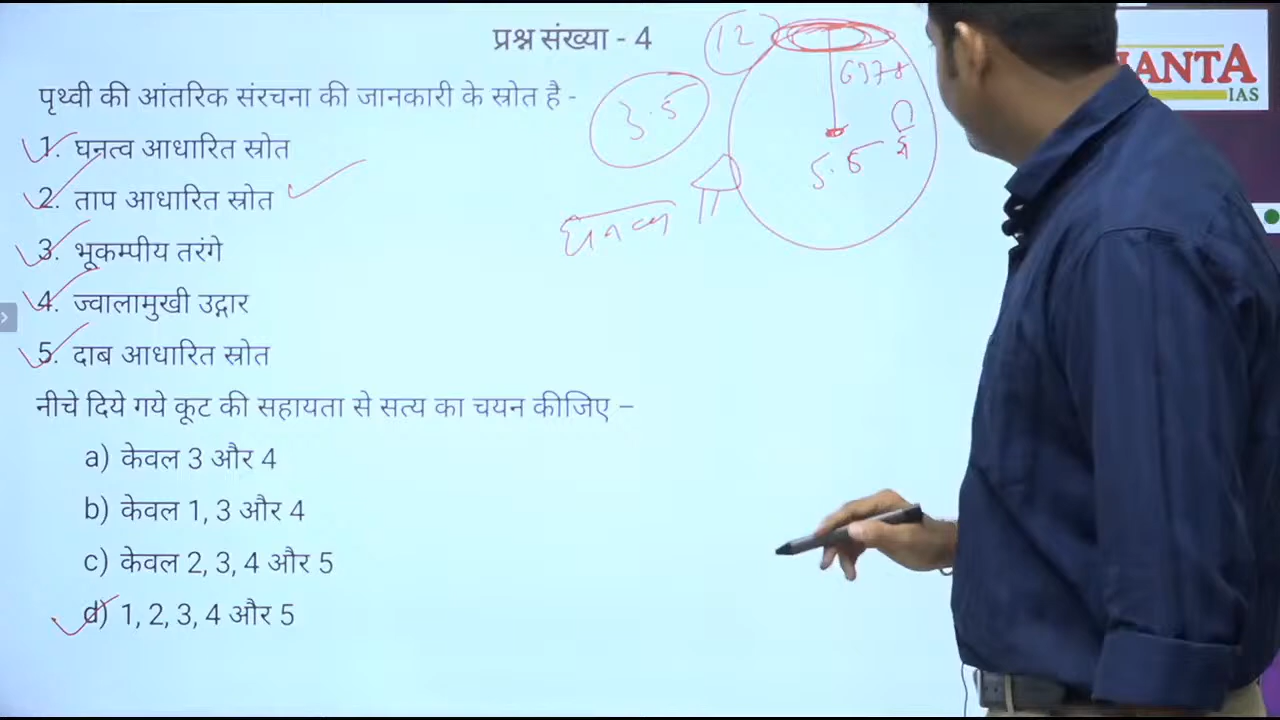 प्रश्न संख्या - 4
पृथ्वी की आंतरिक संरचना की जानकारी के स्रोत है -
1. घनत्व आधारित स्रोत
2. ताप आधारित स्रोत
3. भूकम्पीय तरंगे
4. ज्वालामुखी उद्गार
5. दाब आधारित स्रोत
नीचे दिये गये कूट की सहायता से सत्य का चयन कीजिए –
a) केवल 3 और 4
b) केवल 1, 3 और 4
c) केवल 2, 3, 4 और 5
d) 1, 2, 3, 4 और 5
12
6378
3.5
5.5
घनत्व
ANTA
IAS